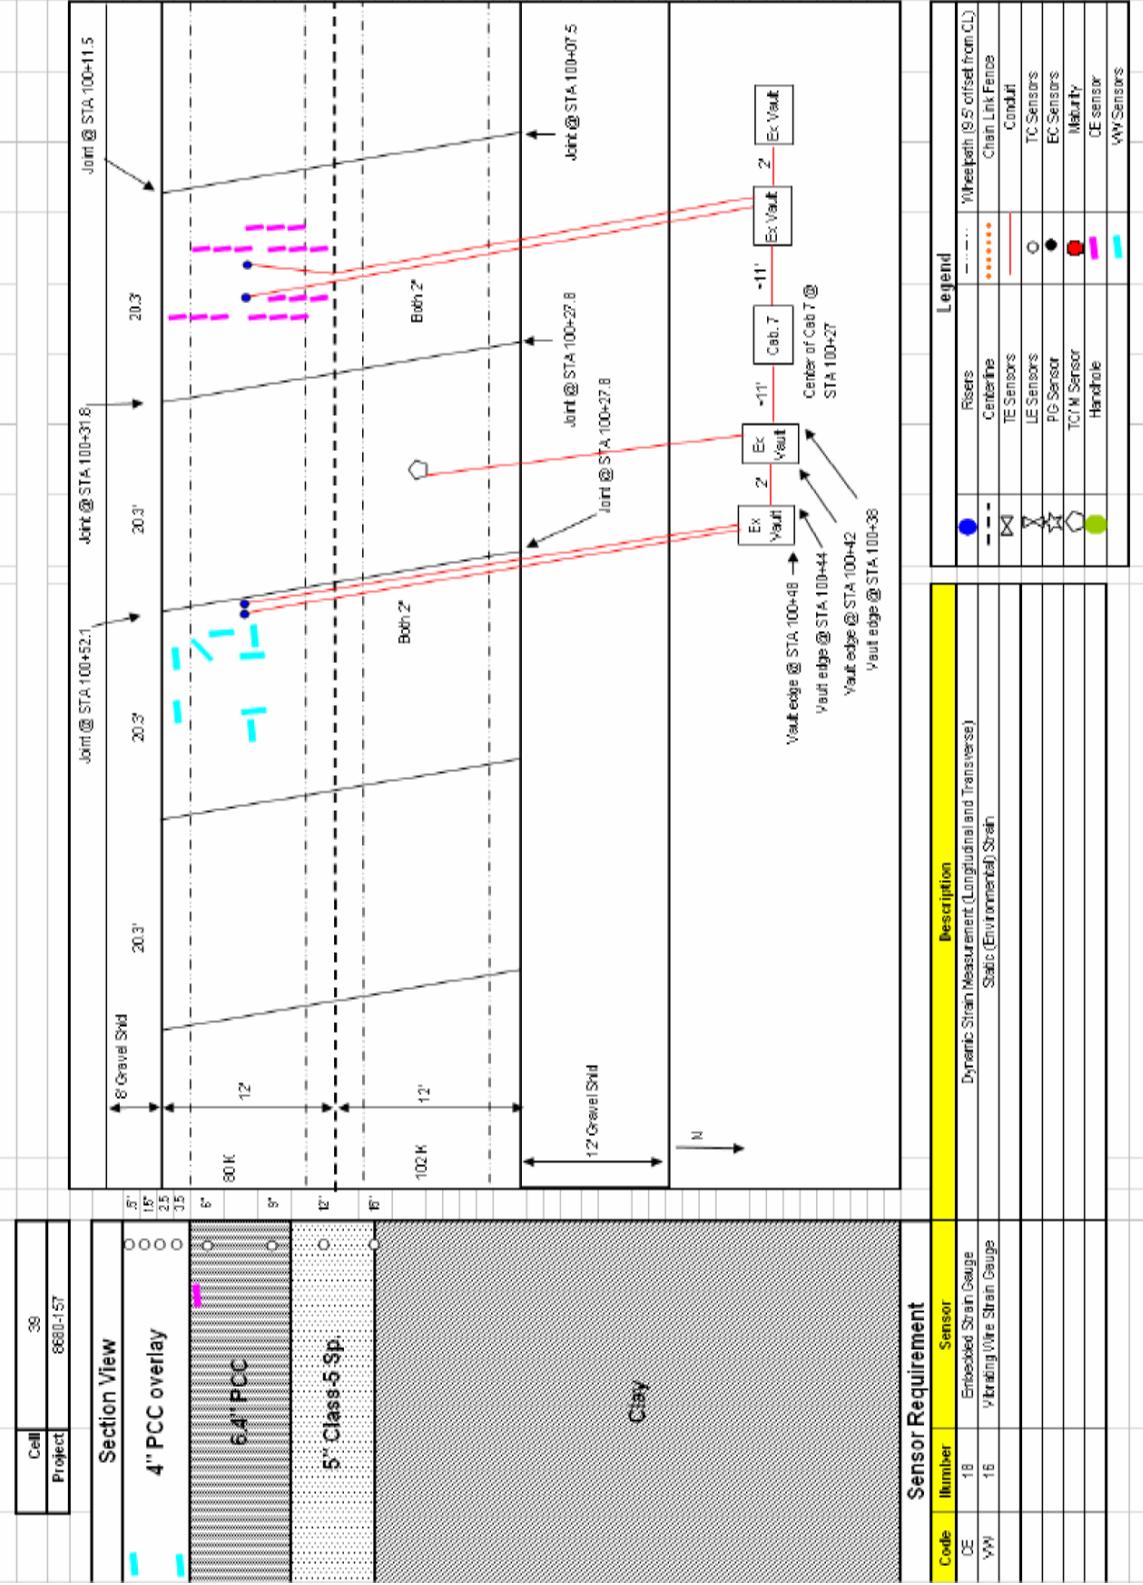 Cell 39
Project 8680-157
Section View
4" PCC overlay
6.4" PCC
5" Class-5 Sp.
Clay
.5"
1.5"
2.5
3.5
6"
9"
12"
16"
8' Gravel Shld
12'
12'
80 K
102 K
12' Gravel Shld
N
20.3'
20.3'
20.3'
20.3'
Joint @ STA 100+52.1
Joint @ STA 100+31.8
Joint @ STA 100+11.5
Joint @ STA 100+27.8
Joint @ STA 100+27.8
Joint @ STA 100+07.5
Both 2"
Both 2"
Ex
Vault
2'
Ex
Vault
~11'
Cab. 7
~11'
Ex Vault
2'
Ex Vault
Center of Cab 7 @
STA 100+27
Vault edge @ STA 100+48
Vault edge @ STA 100+44
Vault edge @ STA 100+42
Vault edge @ STA 100+38
Sensor Requirement
Code Number Sensor Description
CE 18 Embedded Strain Gauge Dynamic Strain Measurement (Longitudinal and Transverse)
VW 16 Vibrating Wire Strain Gauge Static (Environmental) Strain
Legend
Risers Wheelpath (9.5' offset from CL)
Centerline Chain Link Fence
TE Sensors Conduit
LE Sensors TC Sensors
PG Sensor EC Sensors
TC/ M Sensor Maturity
Handhole CE sensor
VW Sensors